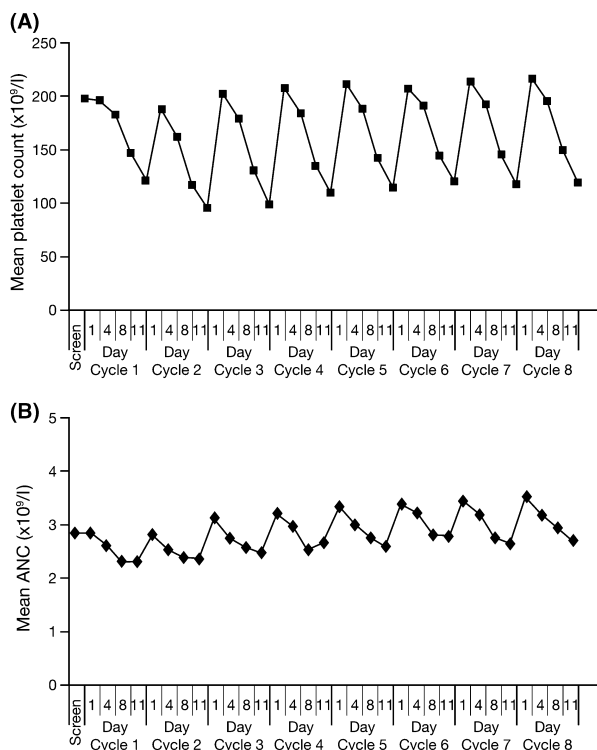 (A)
250
200
150
100
50
0
Mean platelet count (x10⁹/l)
Screen
1 4 8 11 1 4 8 11 1 4 8 11 1 4 8 11 1 4 8 11 1 4 8 11 1 4 8 11 1 4 8 11
Day Day Day Day Day Day Day Day
Cycle 1 Cycle 2 Cycle 3 Cycle 4 Cycle 5 Cycle 6 Cycle 7 Cycle 8
(B)
5
4
3
2
1
0
Mean ANC (x10⁹/l)
Screen
1 4 8 11 1 4 8 11 1 4 8 11 1 4 8 11 1 4 8 11 1 4 8 11 1 4 8 11 1 4 8 11
Day Day Day Day Day Day Day Day
Cycle 1 Cycle 2 Cycle 3 Cycle 4 Cycle 5 Cycle 6 Cycle 7 Cycle 8